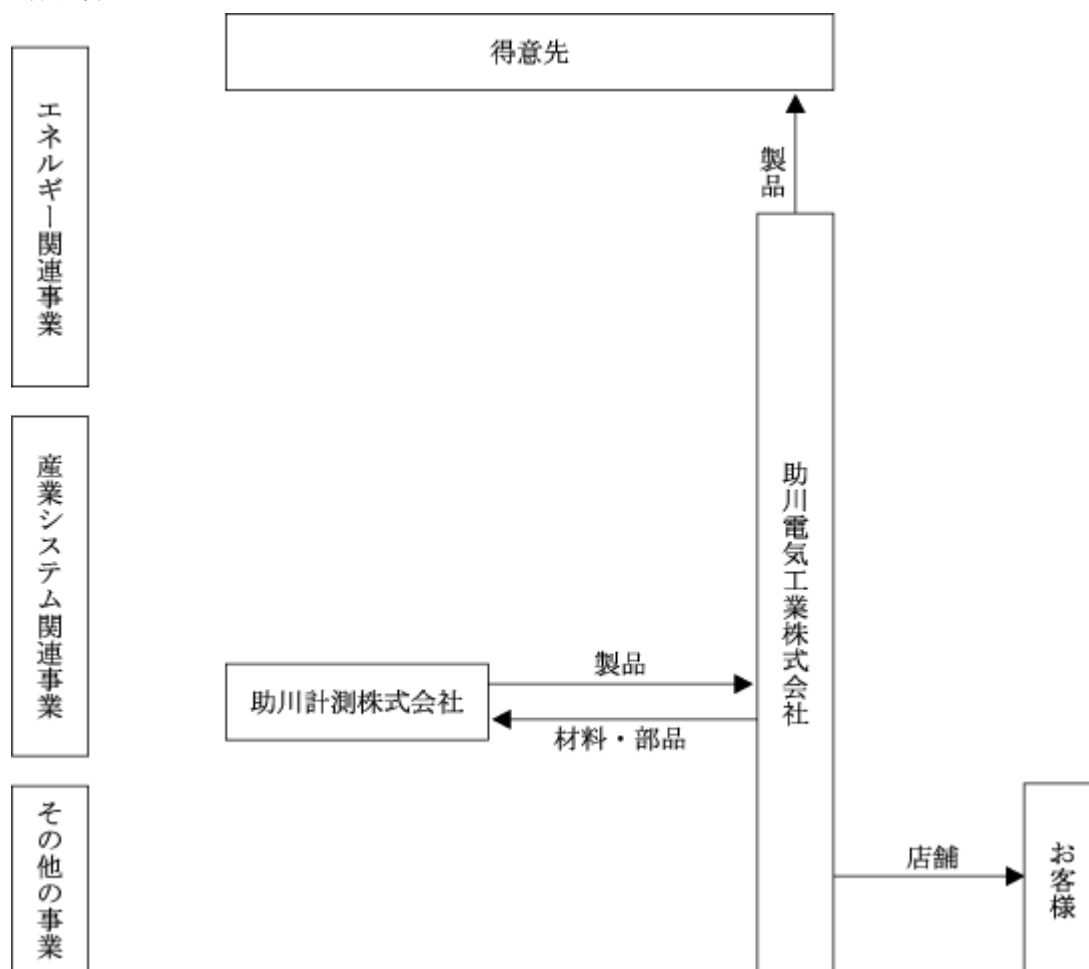 得意先
エネルギー関連事業
製品
産業システム関連事業
助川電気工業株式会社
製品
助川計測株式会社
材料・部品
その他の事業
店舗
お客様